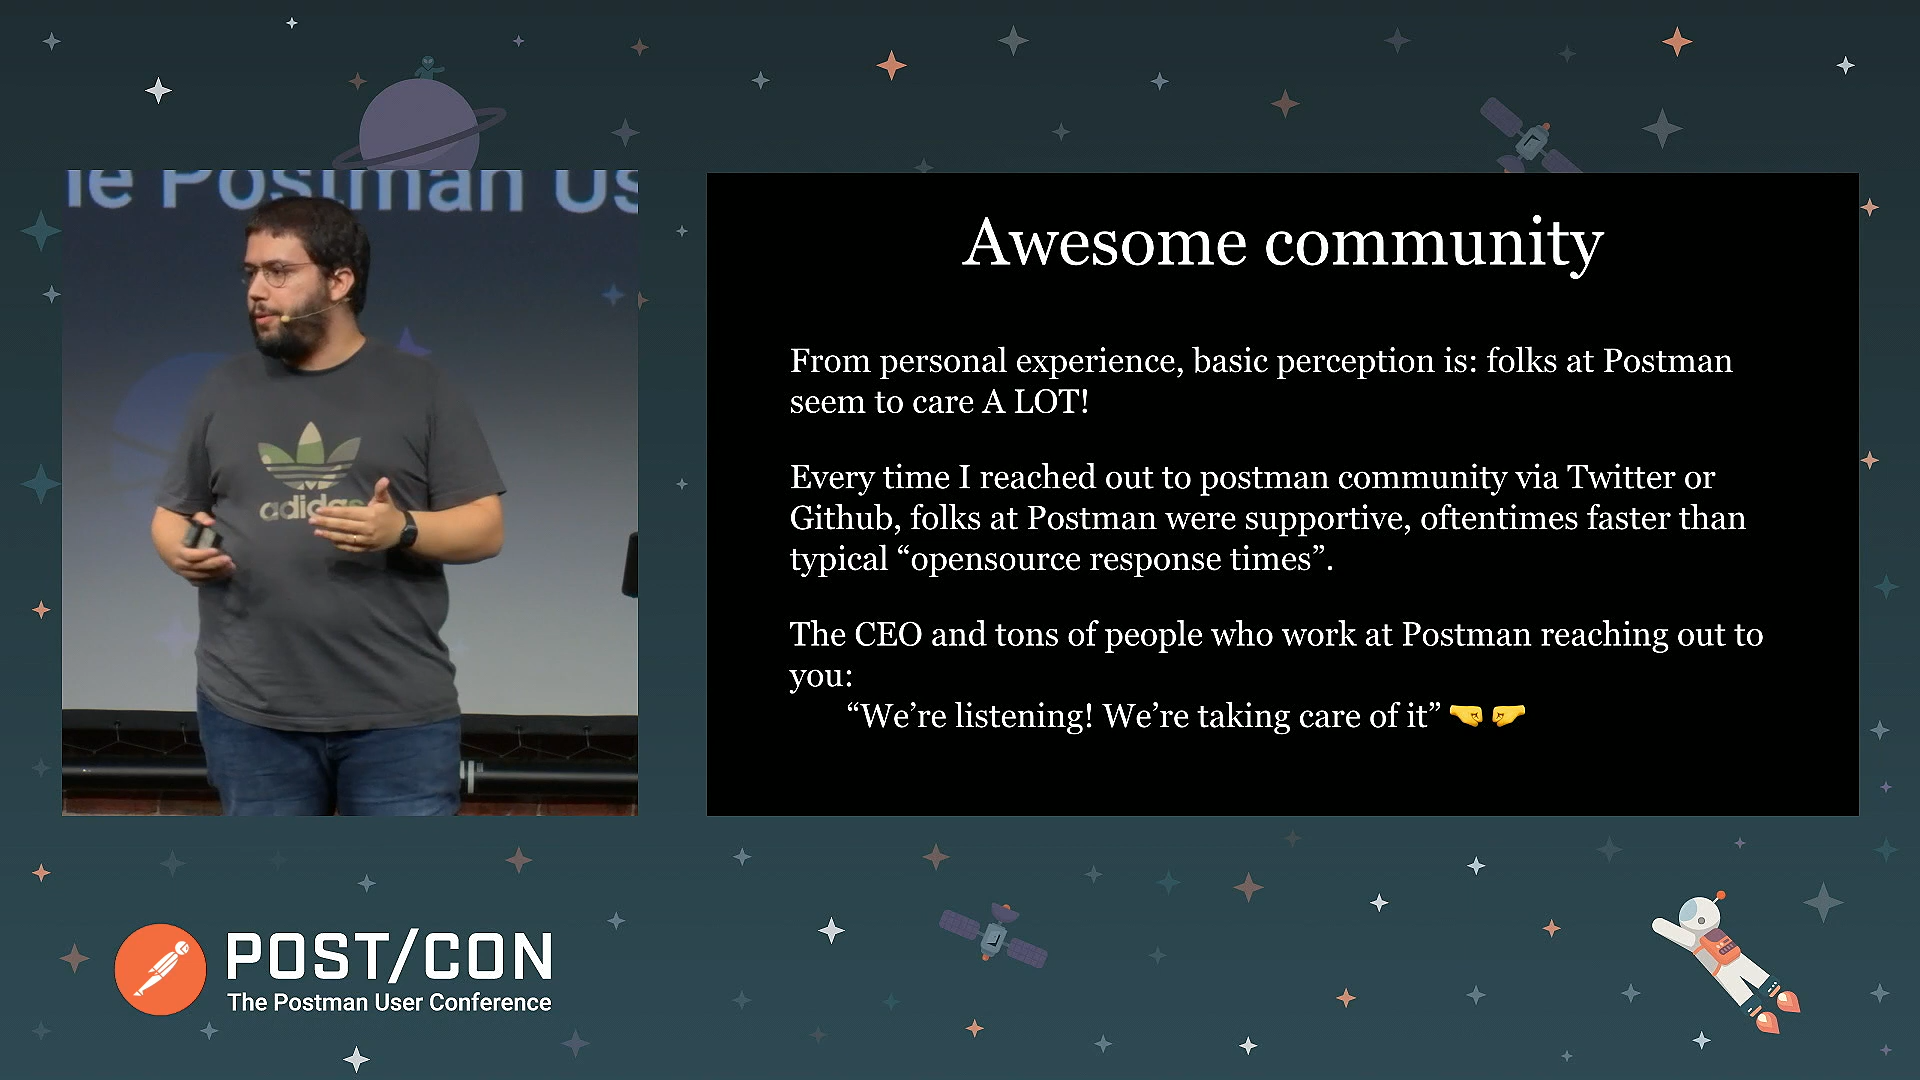 le Postman Us
adidas
Awesome community
From personal experience, basic perception is: folks at Postman
seem to care A LOT!
Every time I reached out to postman community via Twitter or
Github, folks at Postman were supportive, oftentimes faster than
typical “opensource response times”.
The CEO and tons of people who work at Postman reaching out to
you:
“We’re listening! We’re taking care of it” 🤜🤛
POST/CON
The Postman User Conference